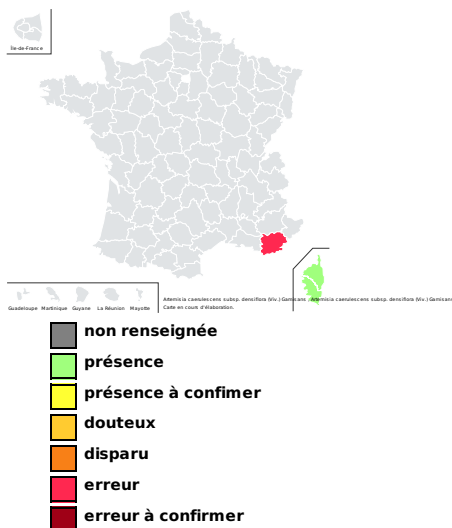 Île-de-France
Guadeloupe Martinique Guyane La Réunion Mayotte
Artemisia caerulescens subsp. densiflora (Viv.) Gamisans , Artemisia caerulescens subsp. densiflora (Viv.) Gamisans
Carte en cours d'élaboration.
non renseignée
présence
présence à confimer
douteux
disparu
erreur
erreur à confirmer